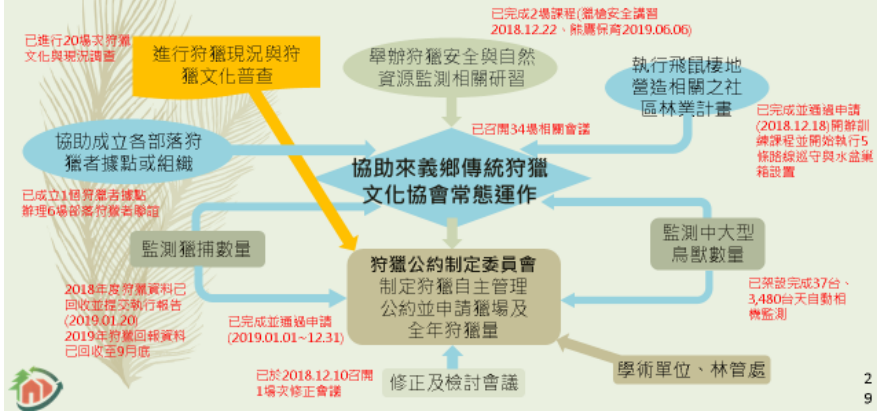 已進行20場次狩獵
文化與現況調查
進行狩獵現況與狩
獵文化普查
已完成2場課程(獵槍安全講習
2018.12.22、熊鷹保育2019.06.06)
舉辦狩獵安全與自然
資源監測相關研習
執行飛鼠棲地
營造相關之社
區林業計畫
已完成並通過申請
(2018.12.18)開辦訓
練課程並開始執行5
條路線巡守與水盆巢
箱設置
已召開34場相關會議
協助成立各部落狩
獵者據點或組織
已成立1個狩獵者據點
辦理6場部落狩獵者聯誼
協助來義鄉傳統狩獵
文化協會常態運作
監測獵捕數量
監測中大型
鳥獸數量
狩獵公約制定委員會
制定狩獵自主管理
公約並申請獵場及
全年狩獵量
2018年度狩獵資料已
回收並提交執行報告
(2019.01.20)
2019年狩獵回報資料
已回收至9月底
已完成並通過申請
(2019.01.01~12.31)
已架設完成37台、
3,480台天自動相
機監測
已於2018.12.10召開
1場次修正會議
修正及檢討會議
學術單位、林管處
2
9